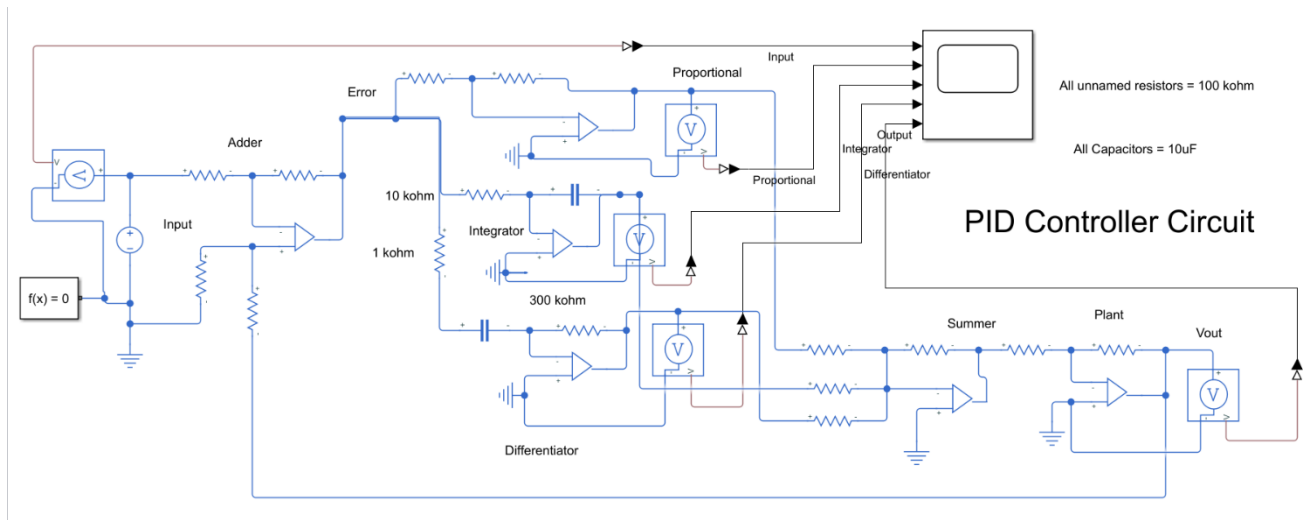 Input
Proportional
Error
All unnamed resistors = 100 kohm
Adder
Output
Integrator
All Capacitors = 10uF
Differentiator
Proportional
10 kohm
PID Controller Circuit
Input
Integrator
1 kohm
f(x) = 0
300 kohm
Summer
Plant
Vout
Differentiator
V
V
V
V
V